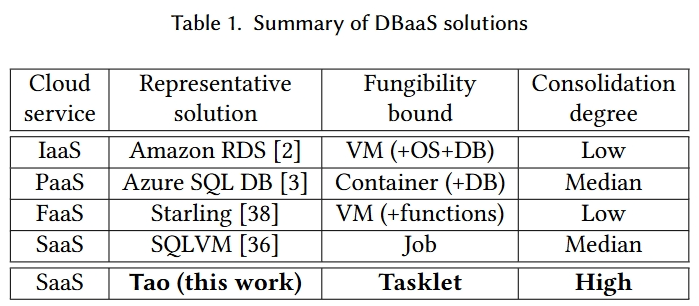 Table 1. Summary of DBaaS solutions
Cloud service Representative solution Fungibility bound Consolidation degree
IaaS Amazon RDS [2] VM (+OS+DB) Low
PaaS Azure SQL DB [3] Container (+DB) Median
FaaS Starling [38] VM (+functions) Low
SaaS SQLVM [36] Job Median
SaaS Tao (this work) Tasklet High